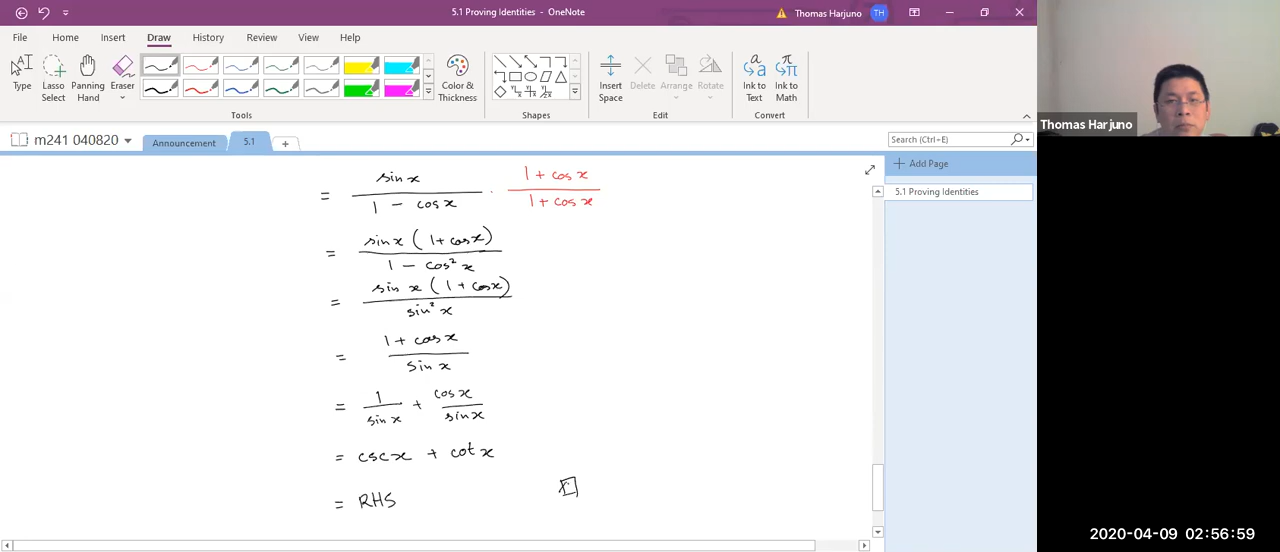 5.1 Proving Identities - OneNote
Thomas Harjuno TH
File Home Insert Draw History Review View Help
Type Lasso Select Panning Hand Eraser Color & Thickness Insert Space Delete Arrange Rotate Ink to Text Ink to Math
Tools Shapes Edit Convert
m241 040820 Announcement 5.1 Search (Ctrl+E)
Add Page
5.1 Proving Identities
Thomas Harjuno
= sin x / 1 - cos x · 1 + cos x / 1 + cos x
= sin x (1 + cos x) / 1 - cos² x
= sin x (1 + cos x) / sin² x
= 1 + cos x / sin x
= 1 / sin x + cos x / sin x
= csc x + cot x
= RHS □
2020-04-09 02:56:59